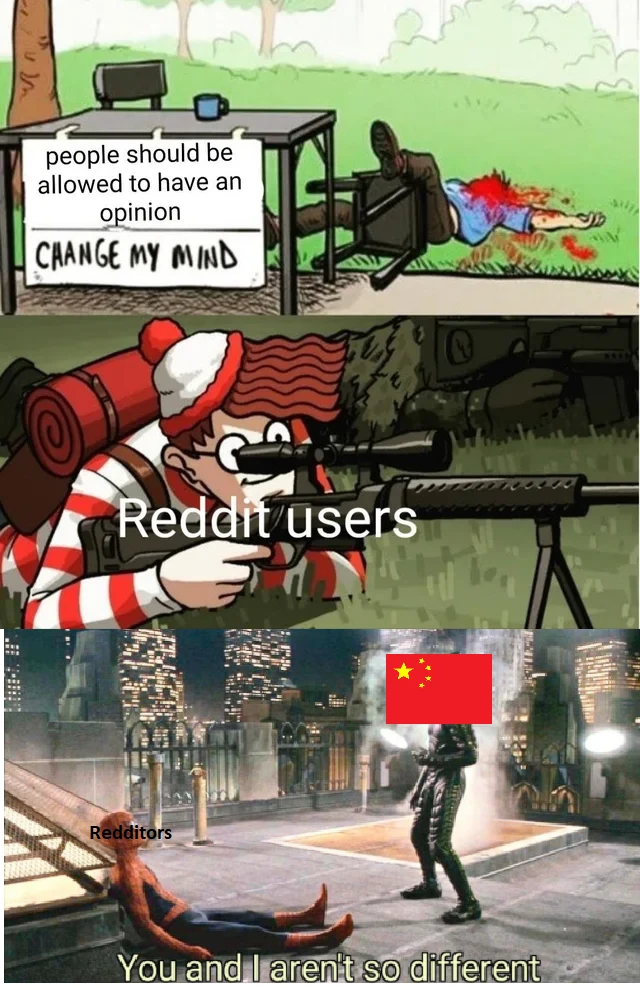 people should be
allowed to have an
opinion
CHANGE MY MIND
Reddit users
Redditors
You and I aren't so different